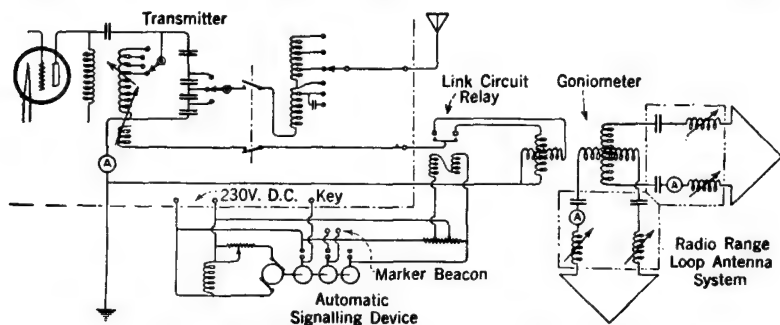 Transmitter
Link Circuit
Relay
Goniometer
A
A
A
A
230V. D.C. Key
Marker Beacon
Automatic
Signalling Device
Radio Range
Loop Antenna
System